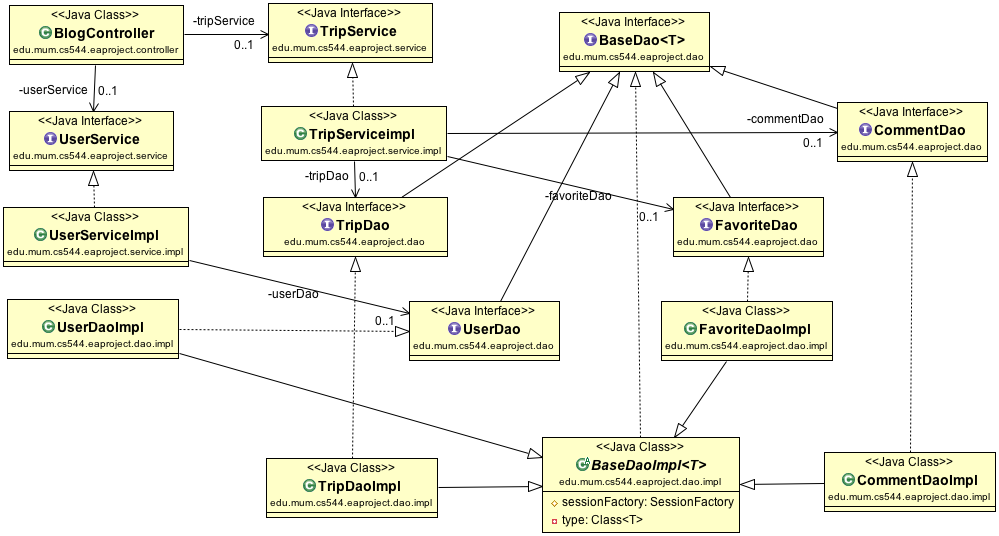 <<Java Class>>
BlogController
edu.mum.cs544.eaproject.controller
-tripService
0..1
<<Java Interface>>
TripService
edu.mum.cs544.eaproject.service
<<Java Interface>>
BaseDao<T>
edu.mum.cs544.eaproject.dao
-userService
0..1
<<Java Interface>>
UserService
edu.mum.cs544.eaproject.service
<<Java Class>>
TripServiceimpl
edu.mum.cs544.eaproject.service.impl
-commentDao
0..1
<<Java Interface>>
CommentDao
edu.mum.cs544.eaproject.dao
-tripDao
0..1
-favoriteDao
0..1
<<Java Class>>
UserServiceImpl
edu.mum.cs544.eaproject.service.impl
<<Java Interface>>
TripDao
edu.mum.cs544.eaproject.dao
<<Java Interface>>
FavoriteDao
edu.mum.cs544.eaproject.dao
-userDao
0..1
<<Java Class>>
UserDaoImpl
edu.mum.cs544.eaproject.dao.impl
<<Java Interface>>
UserDao
edu.mum.cs544.eaproject.dao
<<Java Class>>
FavoriteDaoImpl
edu.mum.cs544.eaproject.dao.impl
<<Java Class>>
TripDaoImpl
edu.mum.cs544.eaproject.dao.impl
<<Java Class>>
BaseDaoImpl<T>
edu.mum.cs544.eaproject.dao.impl
sessionFactory: SessionFactory
type: Class<T>
<<Java Class>>
CommentDaoImpl
edu.mum.cs544.eaproject.dao.impl